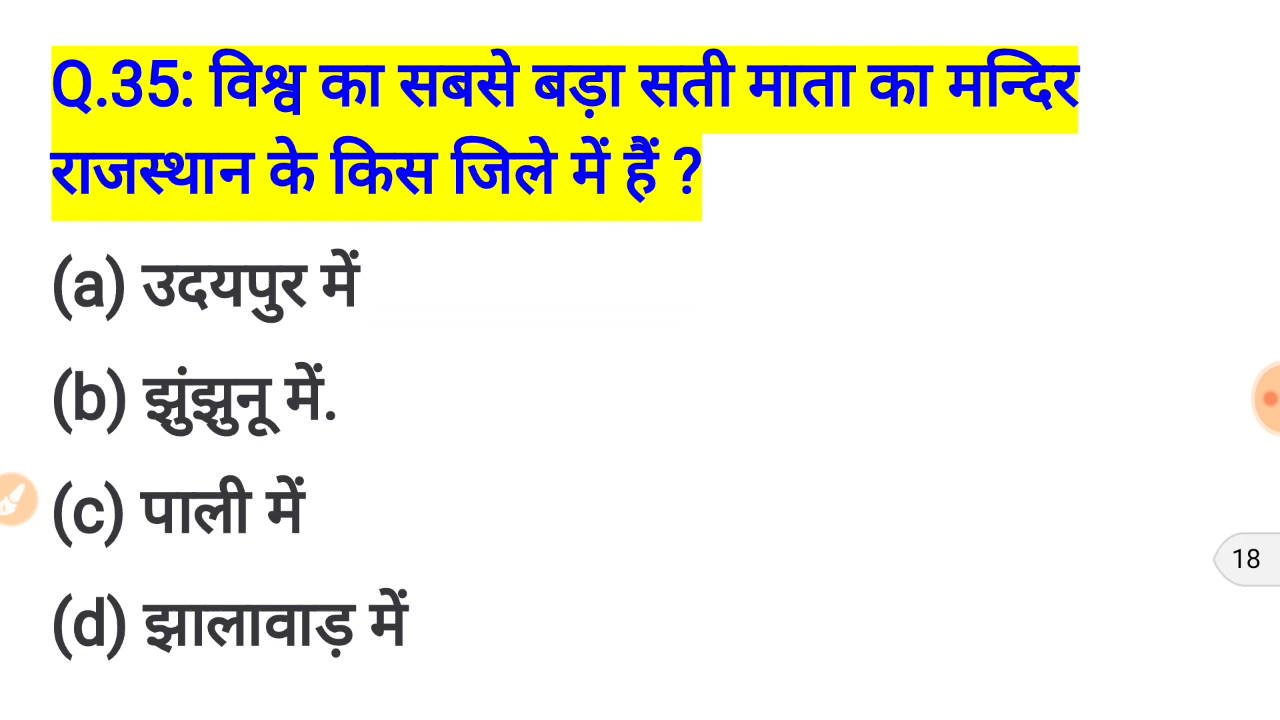 Q.35: विश्व का सबसे बड़ा सती माता का मन्दिर
राजस्थान के किस जिले में हैं ?
(a) उदयपुर में
(b) झुंझुनू में.
(c) पाली में
(d) झालावाड़ में
18